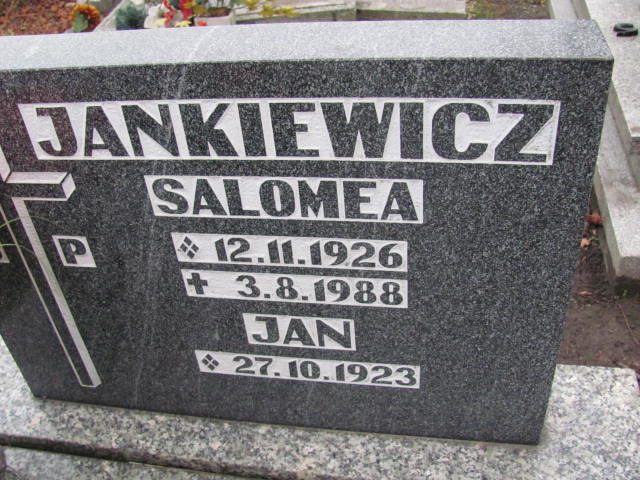 JANKIEWICZ
SALOMEA
12.11.1926
3.8.1988
P
JAN
27.10.1923